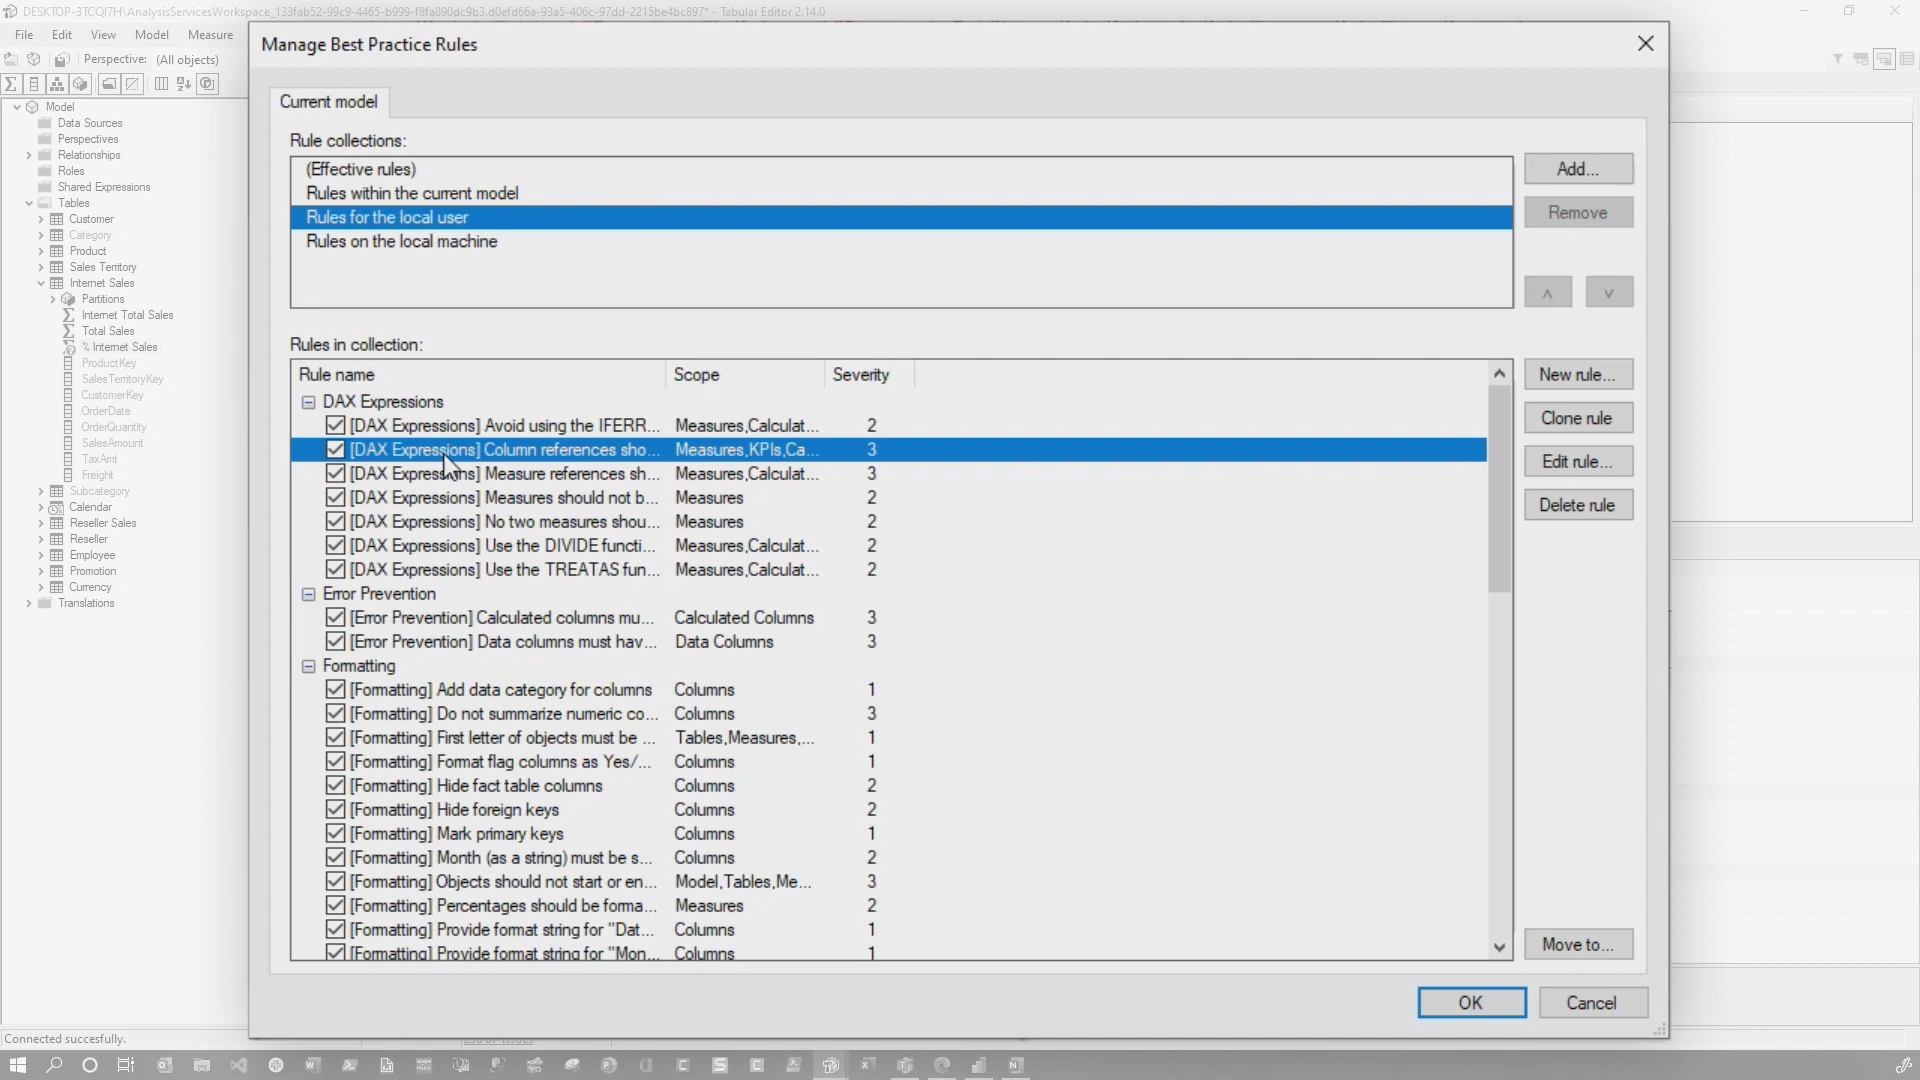 DESKTOP-3TCQI7H\AnalysisServicesWorkspace_133fab52-99c9-4465-b999-f8fa890dc9b3.d0efd66a-93a5-406c-97dd-2215be4bc897* - Tabular Editor 2.14.0
File Edit View Model Measure
Perspective: (All objects)
Model
Data Sources
Perspectives
Relationships
Roles
Shared Expressions
Tables
Customer
Category
Product
Sales Territory
Internet Sales
Partitions
Internet Total Sales
Total Sales
% Internet Sales
ProductKey
SalesTerritoryKey
CustomerKey
OrderDate
OrderQuantity
SalesAmount
TaxAmt
Freight
Subcategory
Calendar
Reseller Sales
Reseller
Employee
Promotion
Currency
Translations
Connected succesfully.
Manage Best Practice Rules
Current model
Rule collections:
(Effective rules)
Rules within the current model
Rules for the local user
Rules on the local machine
Add...
Remove
Rules in collection:
Rule name Scope Severity
DAX Expressions
[DAX Expressions] Avoid using the IFERR... Measures,Calculat... 2
[DAX Expressions] Column references sho... Measures,KPIs,Ca... 3
[DAX Expressions] Measure references sh... Measures,Calculat... 3
[DAX Expressions] Measures should not b... Measures 2
[DAX Expressions] No two measures shou... Measures 2
[DAX Expressions] Use the DIVIDE functi... Measures,Calculat... 2
[DAX Expressions] Use the TREATAS fun... Measures,Calculat... 2
Error Prevention
[Error Prevention] Calculated columns mu... Calculated Columns 3
[Error Prevention] Data columns must hav... Data Columns 3
Formatting
[Formatting] Add data category for columns Columns 1
[Formatting] Do not summarize numeric co... Columns 3
[Formatting] First letter of objects must be ... Tables,Measures,... 1
[Formatting] Format flag columns as Yes/... Columns 1
[Formatting] Hide fact table columns Columns 2
[Formatting] Hide foreign keys Columns 2
[Formatting] Mark primary keys Columns 1
[Formatting] Month (as a string) must be s... Columns 2
[Formatting] Objects should not start or en... Model,Tables,Me... 3
[Formatting] Percentages should be forma... Measures 2
[Formatting] Provide format string for "Dat... Columns 1
[Formatting] Provide format string for "Mon... Columns 1
New rule...
Clone rule
Edit rule...
Delete rule
Move to...
OK Cancel